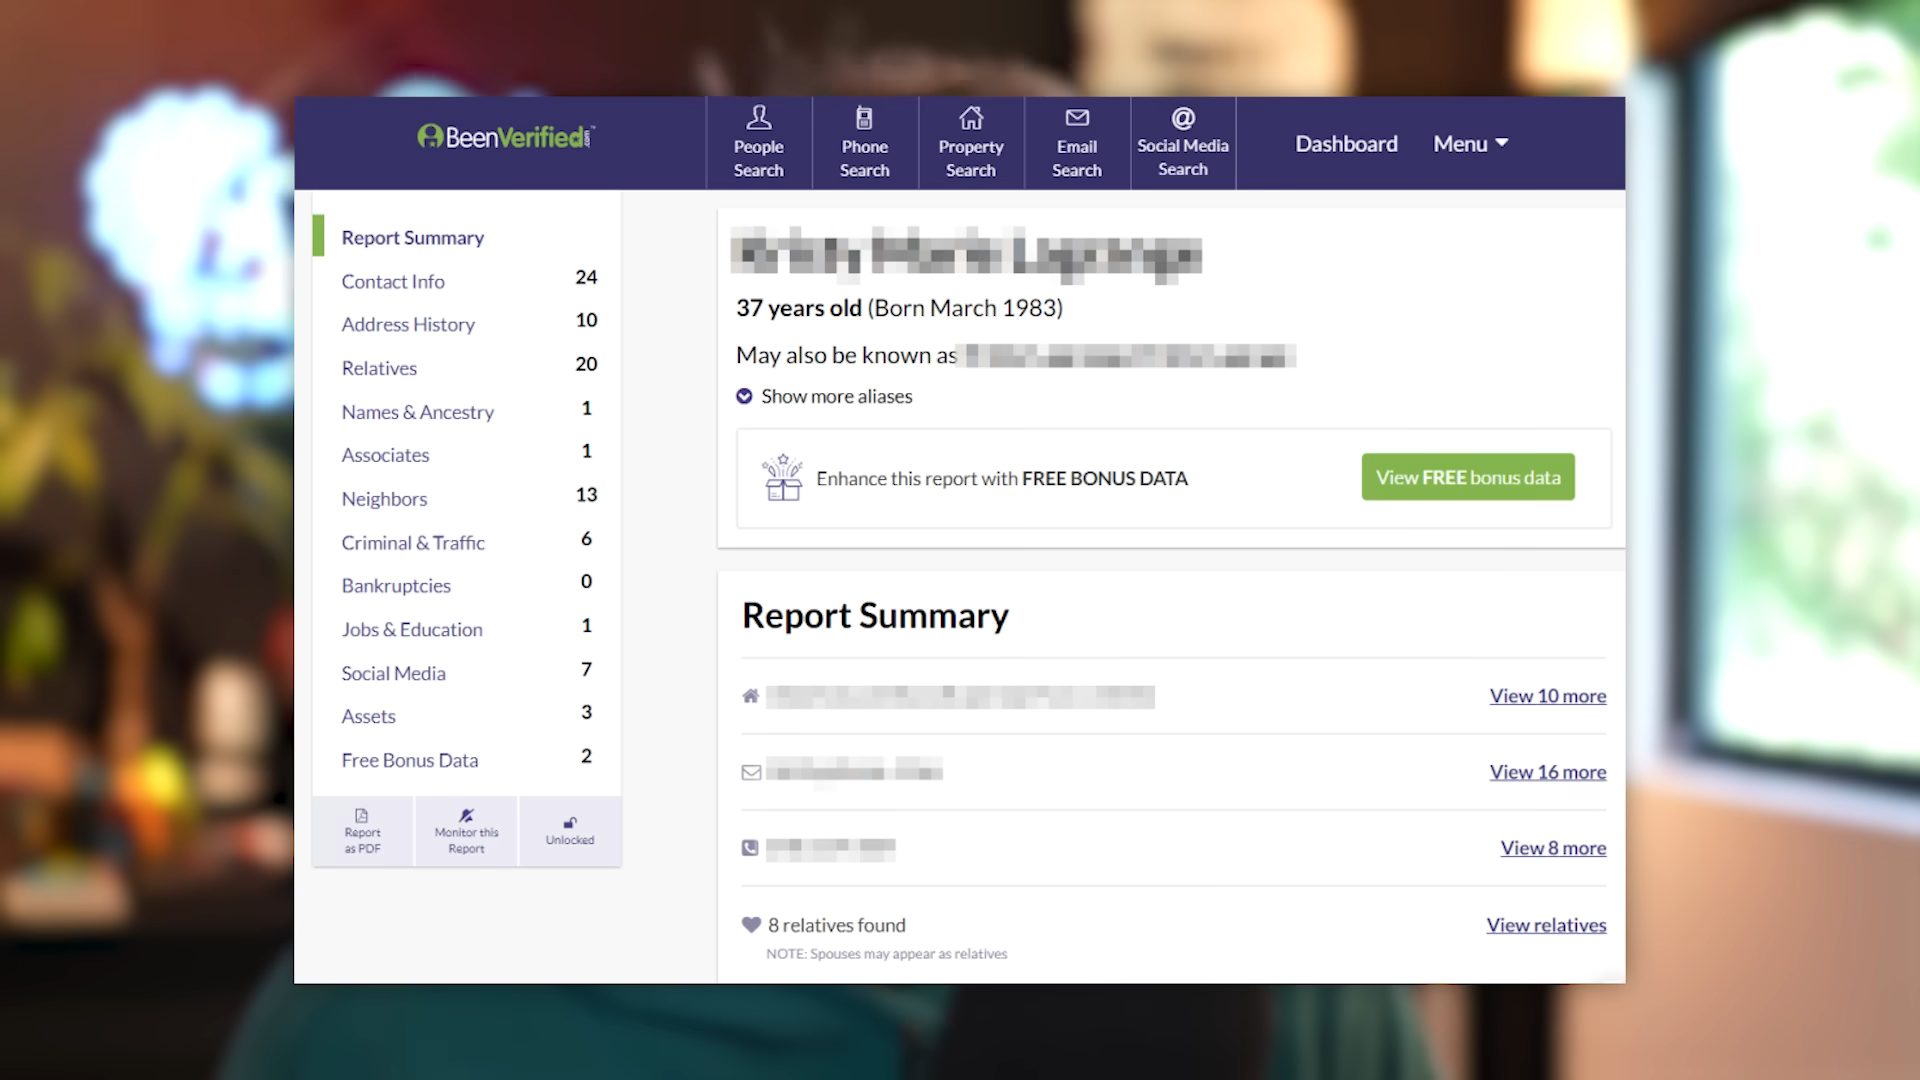 BeenVerified.com
People Search
Phone Search
Property Search
Email Search
Social Media Search
Dashboard
Menu
Report Summary
Contact Info 24
Address History 10
Relatives 20
Names & Ancestry 1
Associates 1
Neighbors 13
Criminal & Traffic 6
Bankruptcies 0
Jobs & Education 1
Social Media 7
Assets 3
Free Bonus Data 2
Report as PDF
Monitor this Report
Unlocked
37 years old (Born March 1983)
May also be known as
Show more aliases
Enhance this report with FREE BONUS DATA
View FREE bonus data
Report Summary
View 10 more
View 16 more
View 8 more
8 relatives found
View relatives
NOTE: Spouses may appear as relatives